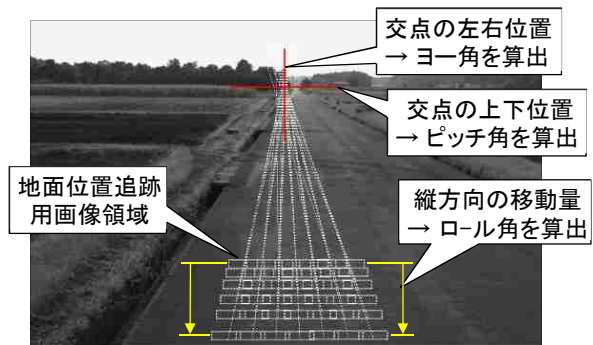 交点の左右位置
→ ヨー角を算出
交点の上下位置
→ ピッチ角を算出
地面位置追跡
用画像領域
縦方向の移動量
→ ロール角を算出